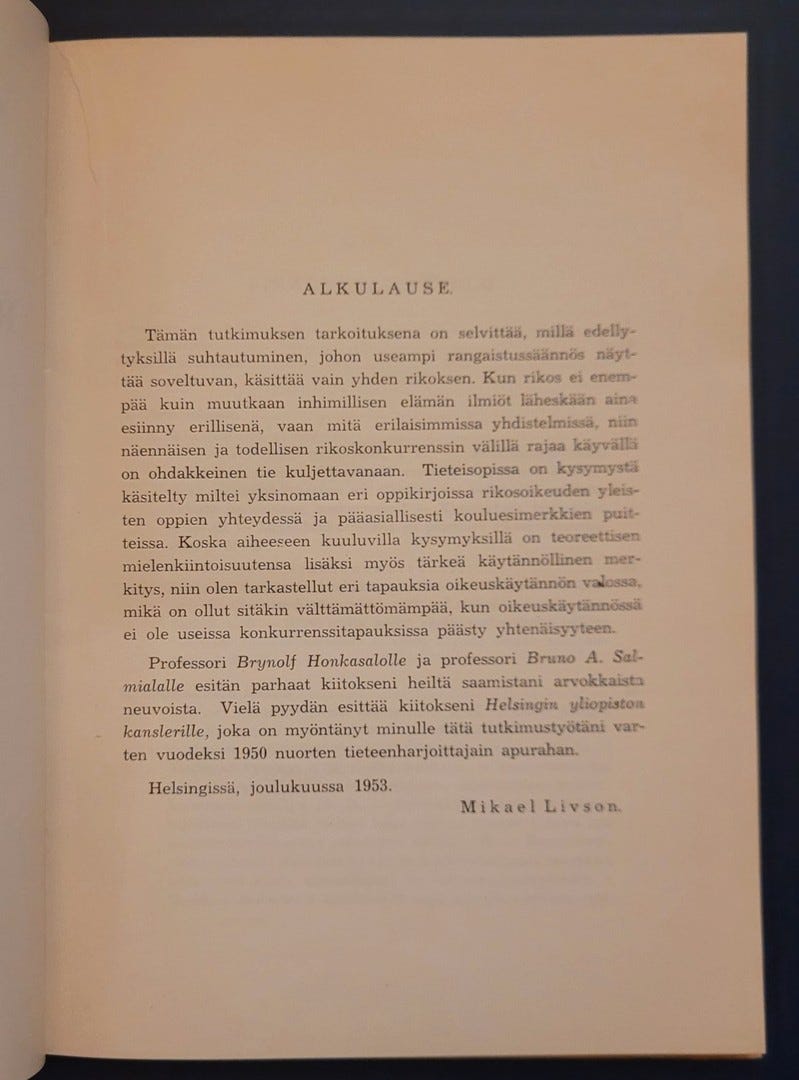 ALKULAUSE.
Tämän tutkimuksen tarkoituksena on selvittää, millä edelly-
tyksillä suhtautuminen, johon useampi rangaistussäännös näyt-
tää soveltuvan, käsittää vain yhden rikoksen. Kun rikos ei enem-
pää kuin muutkaan inhimillisen elämän ilmiöt läheskään aina
esiinny erillisenä, vaan mitä erilaisimmissa yhdistelmissä, niin
näennäisen ja todellisen rikoskonkurrenssin välillä rajaa käyvällä
on ohdakkeinen tie kuljettavanaan. Tieteisopissa on kysymystä
käsitelty miltei yksinomaan eri oppikirjoissa rikosoikeuden yleis-
ten oppien yhteydessä ja pääasiallisesti kouluesimerkkien puit-
teissa. Koska aiheeseen kuuluvilla kysymyksillä on teoreettisen
mielenkiintoisuutensa lisäksi myös tärkeä käytännöllinen mer-
kitys, niin olen tarkastellut eri tapauksia oikeuskäytännön valossa,
mikä on ollut sitäkin välttämättömämpää, kun oikeuskäytännössä
ei ole useissa konkurrenssitapauksissa päästy yhtenäisyyteen.
Professori Brynolf Honkasalolle ja professori Bruno A. Sal-
mialalle esitän parhaat kiitokseni heiltä saamistani arvokkaista
neuvoista. Vielä pyydän esittää kiitokseni Helsingin yliopiston
kanslerille, joka on myöntänyt minulle tätä tutkimustyötäni var-
ten vuodeksi 1950 nuorten tieteenharjoittajain apurahan.
Helsingissä, joulukuussa 1953.
Mikael Livson.